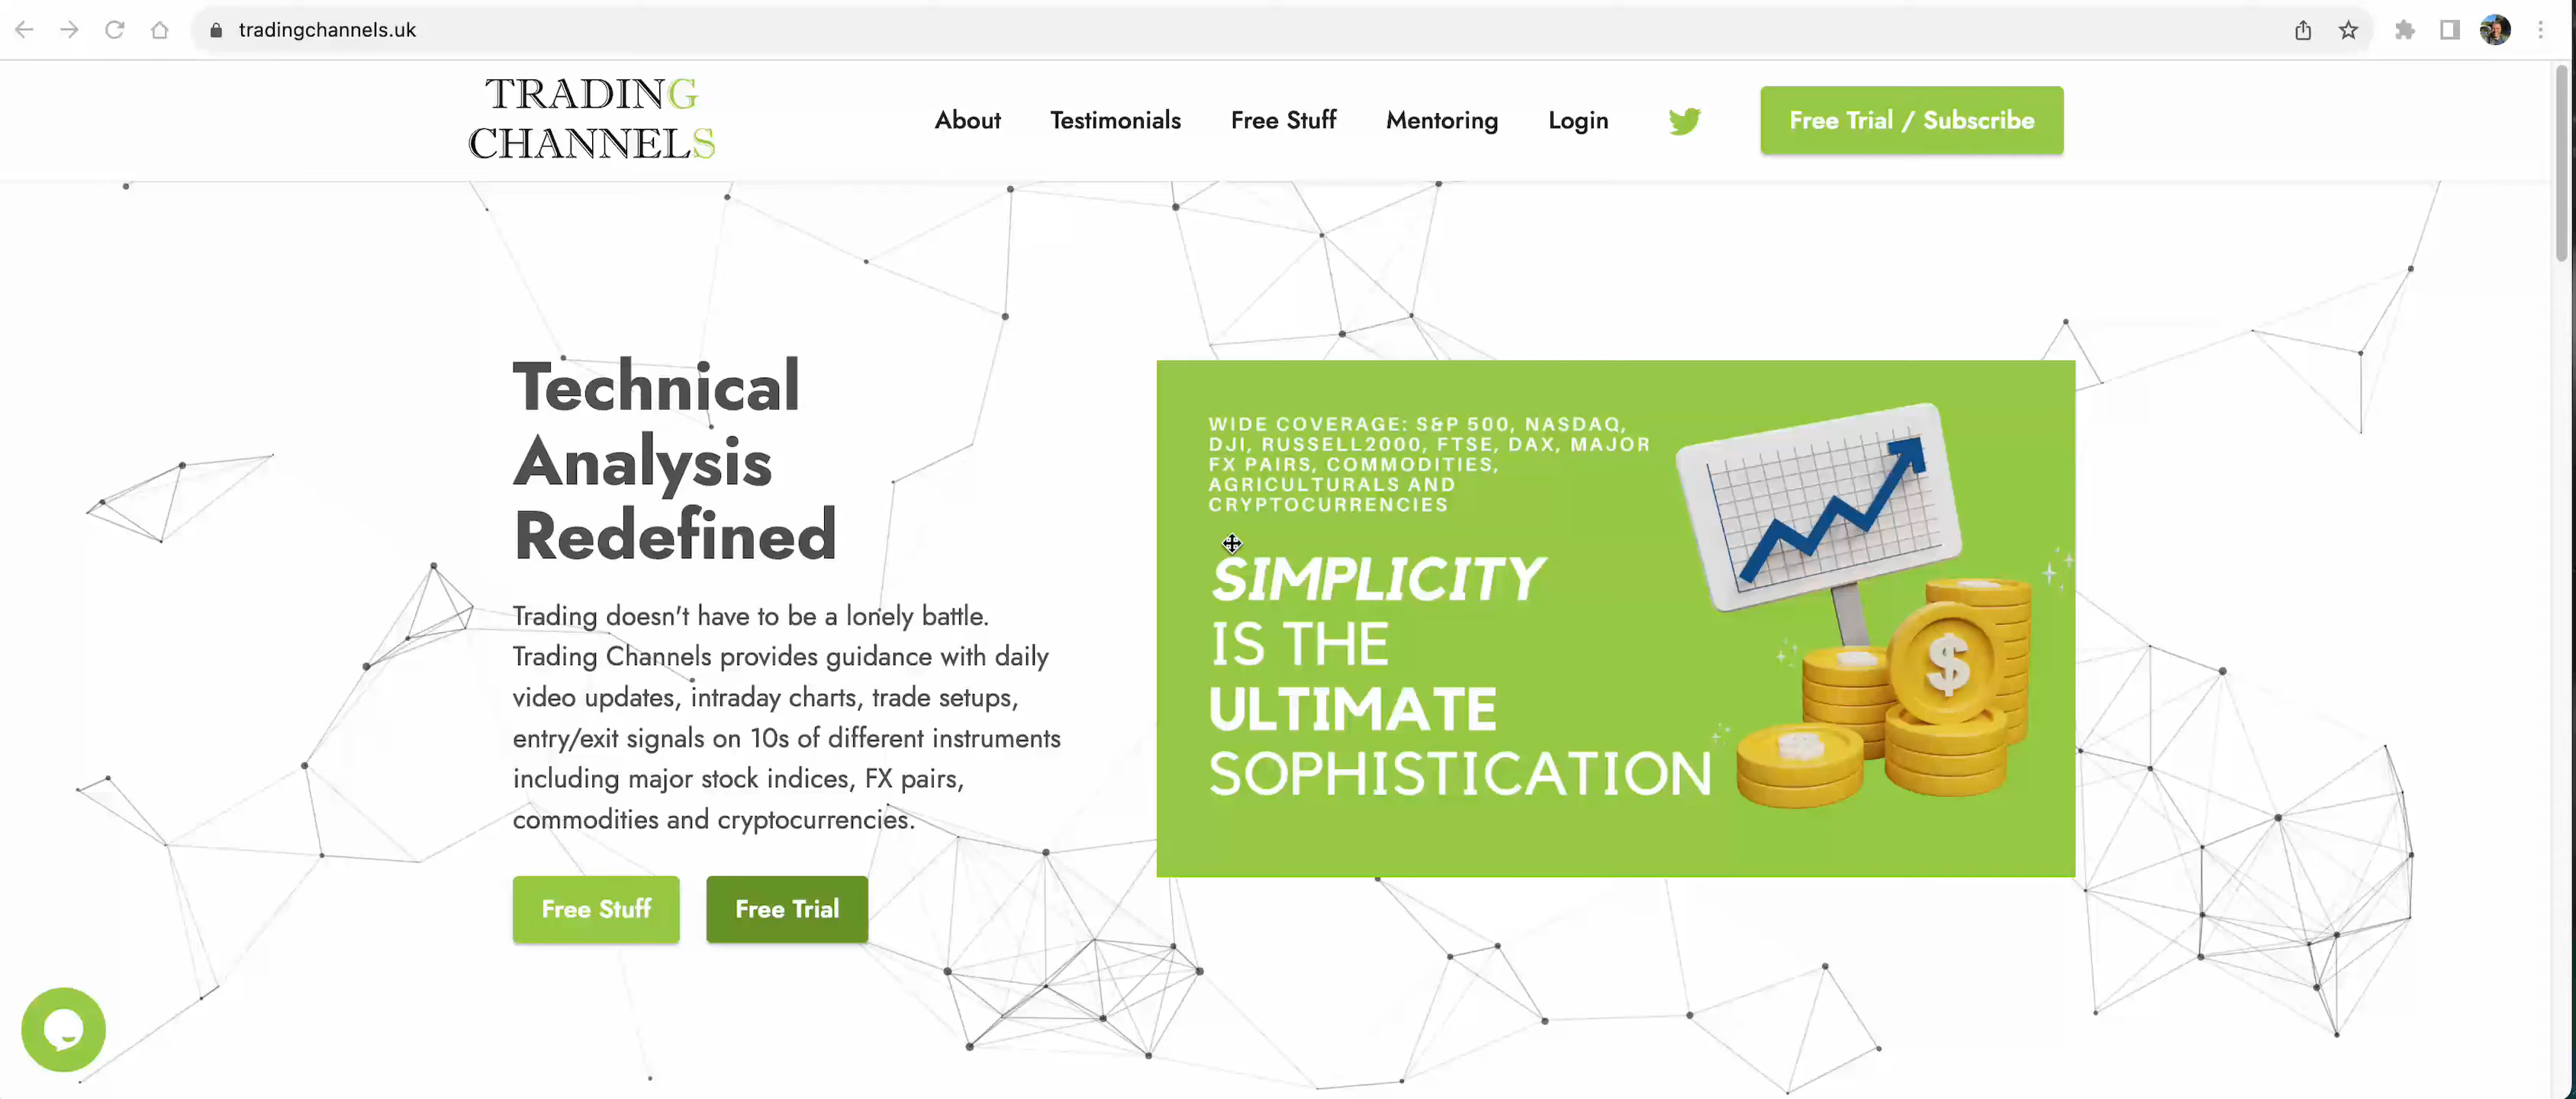 tradingchannels.uk
TRADING
CHANNELS
About
Testimonials
Free Stuff
Mentoring
Login
Free Trial / Subscribe
Technical
Analysis
Redefined
Trading doesn't have to be a lonely battle.
Trading Channels provides guidance with daily
video updates, intraday charts, trade setups,
entry/exit signals on 10s of different instruments
including major stock indices, FX pairs,
commodities and cryptocurrencies.
Free Stuff
Free Trial
WIDE COVERAGE: S&P 500, NASDAQ,
DJI, RUSSELL2000, FTSE, DAX, MAJOR
FX PAIRS, COMMODITIES,
AGRICULTURALS AND
CRYPTOCURRENCIES
SIMPLICITY
IS THE
ULTIMATE
SOPHISTICATION
$